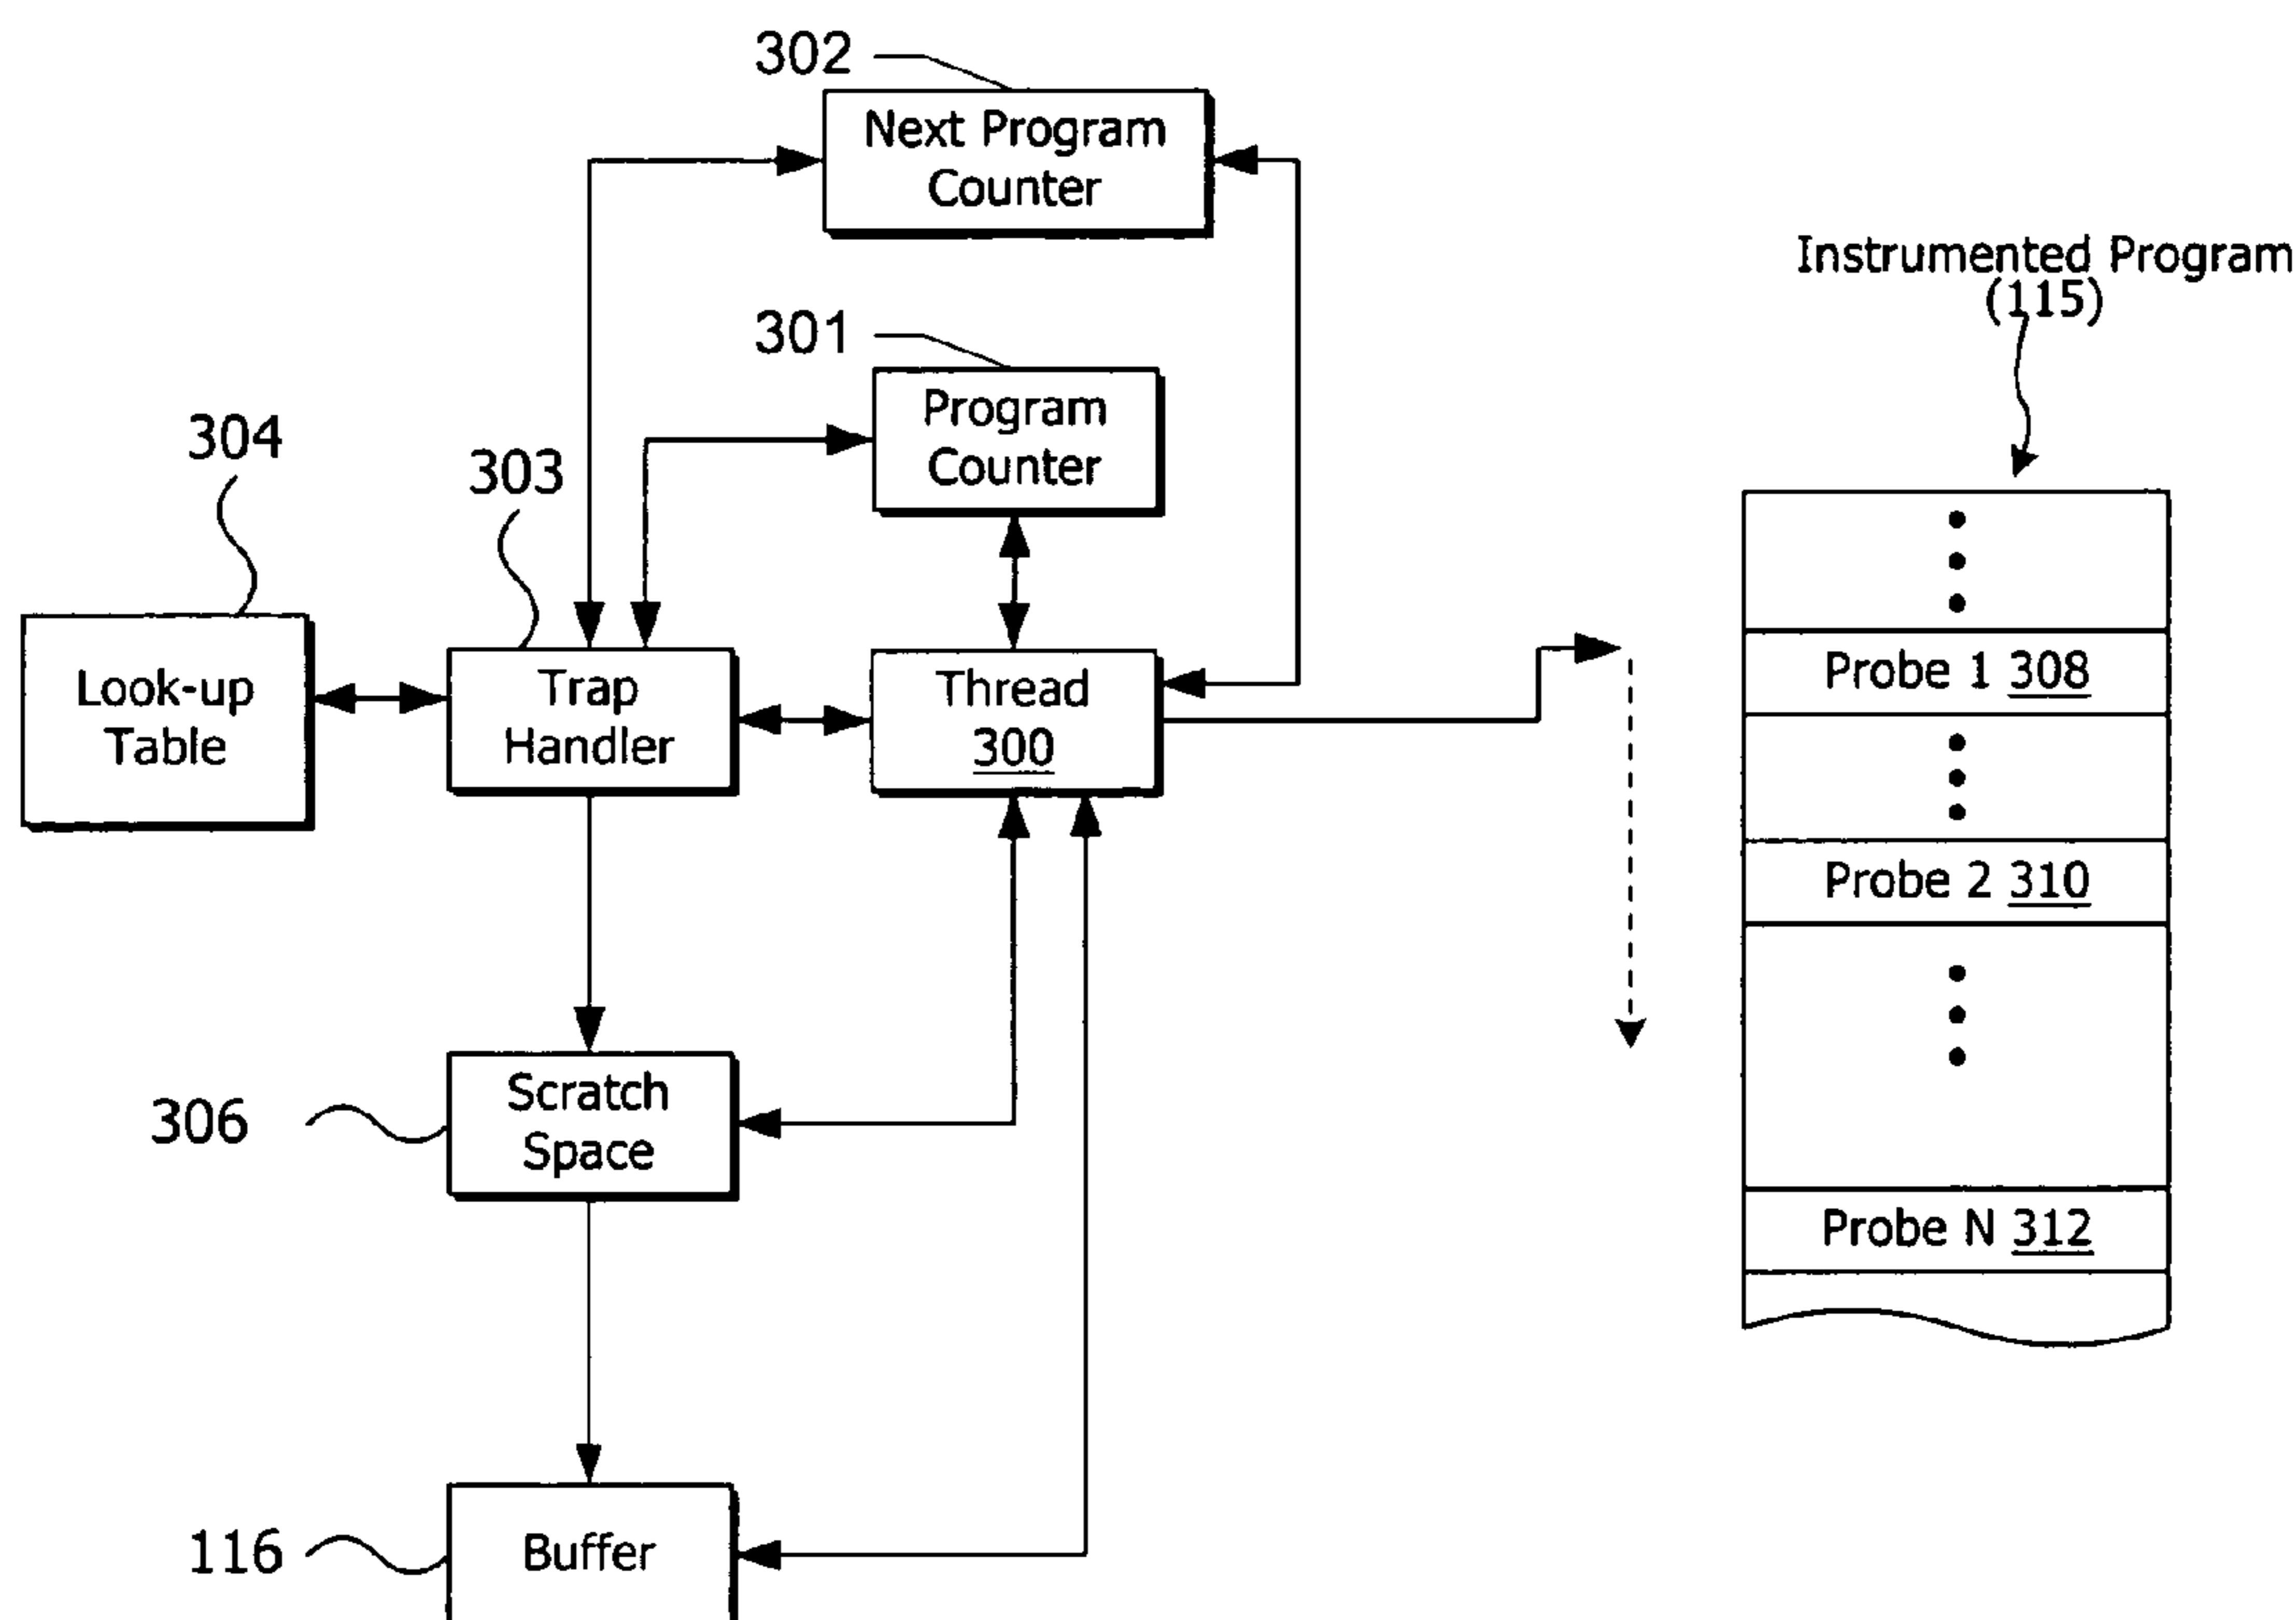 302
Next Program
Counter
Instrumented Program
(115)
301
Program
Counter
304
303
Look-up
Table
Trap
Handler
Thread
300
Probe 1 308
Probe 2 310
306
Scratch
Space
Probe N 312
116
Buffer